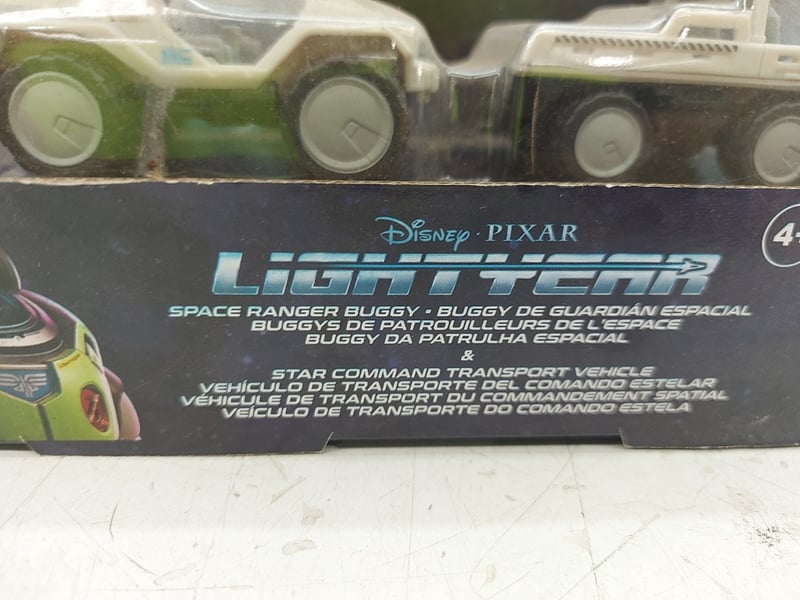 Disney · PIXAR
LIGHTYEAR
4+
SPACE RANGER BUGGY • BUGGY DE GUARDIÁN ESPACIAL
BUGGYS DE PATROUILLEURS DE L'ESPACE
BUGGY DA PATRULHA ESPACIAL
&
STAR COMMAND TRANSPORT VEHICLE
VEHÍCULO DE TRANSPORTE DEL COMANDO ESTELAR
VÉHICULE DE TRANSPORT DU COMMANDEMENT SPATIAL
VEÍCULO DE TRANSPORTE DO COMANDO ESTELA